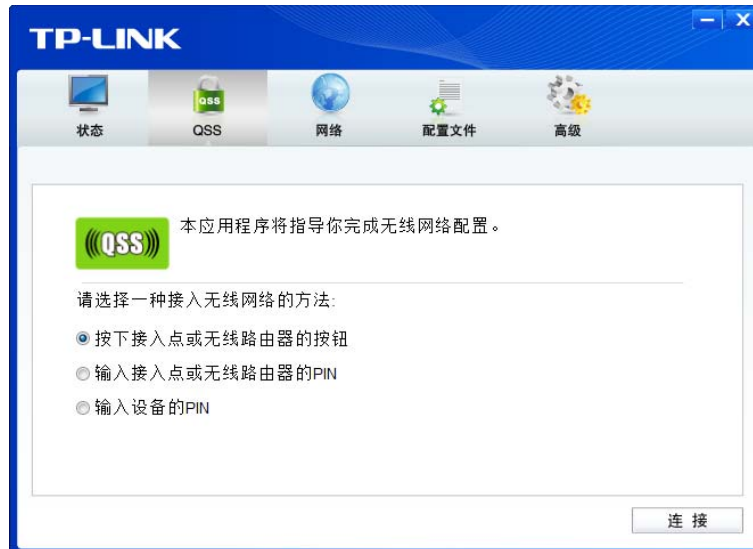 TP-LINK
QSS
状态
QSS
网络
配置文件
高级
QSS
本应用程序将指导你完成无线网络配置。
请选择一种接入无线网络的方法:
按下接入点或无线路由器的按钮
输入接入点或无线路由器的PIN
输入设备的PIN
连接